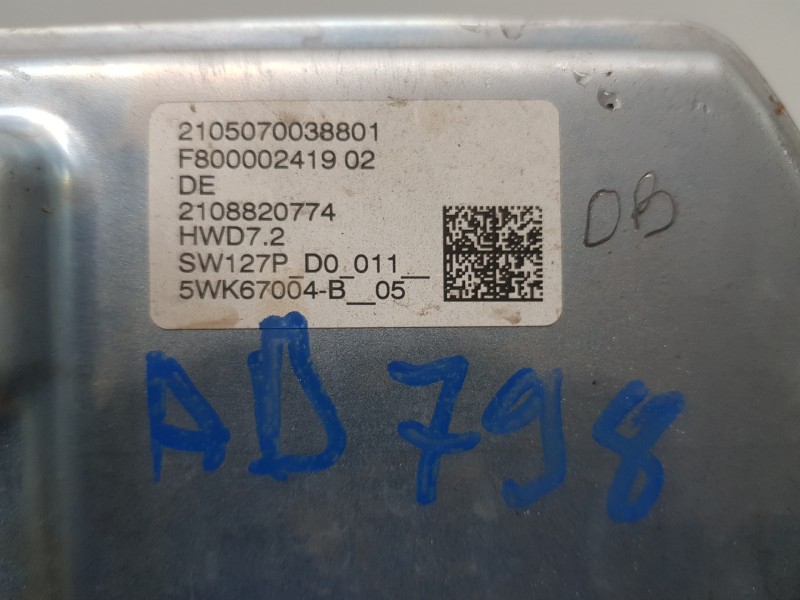 2105070038801
F800002419 02
DE
2108820774
HWD7.2
SW127P_D0_011__
5WK67004-B__05
DB
AD798